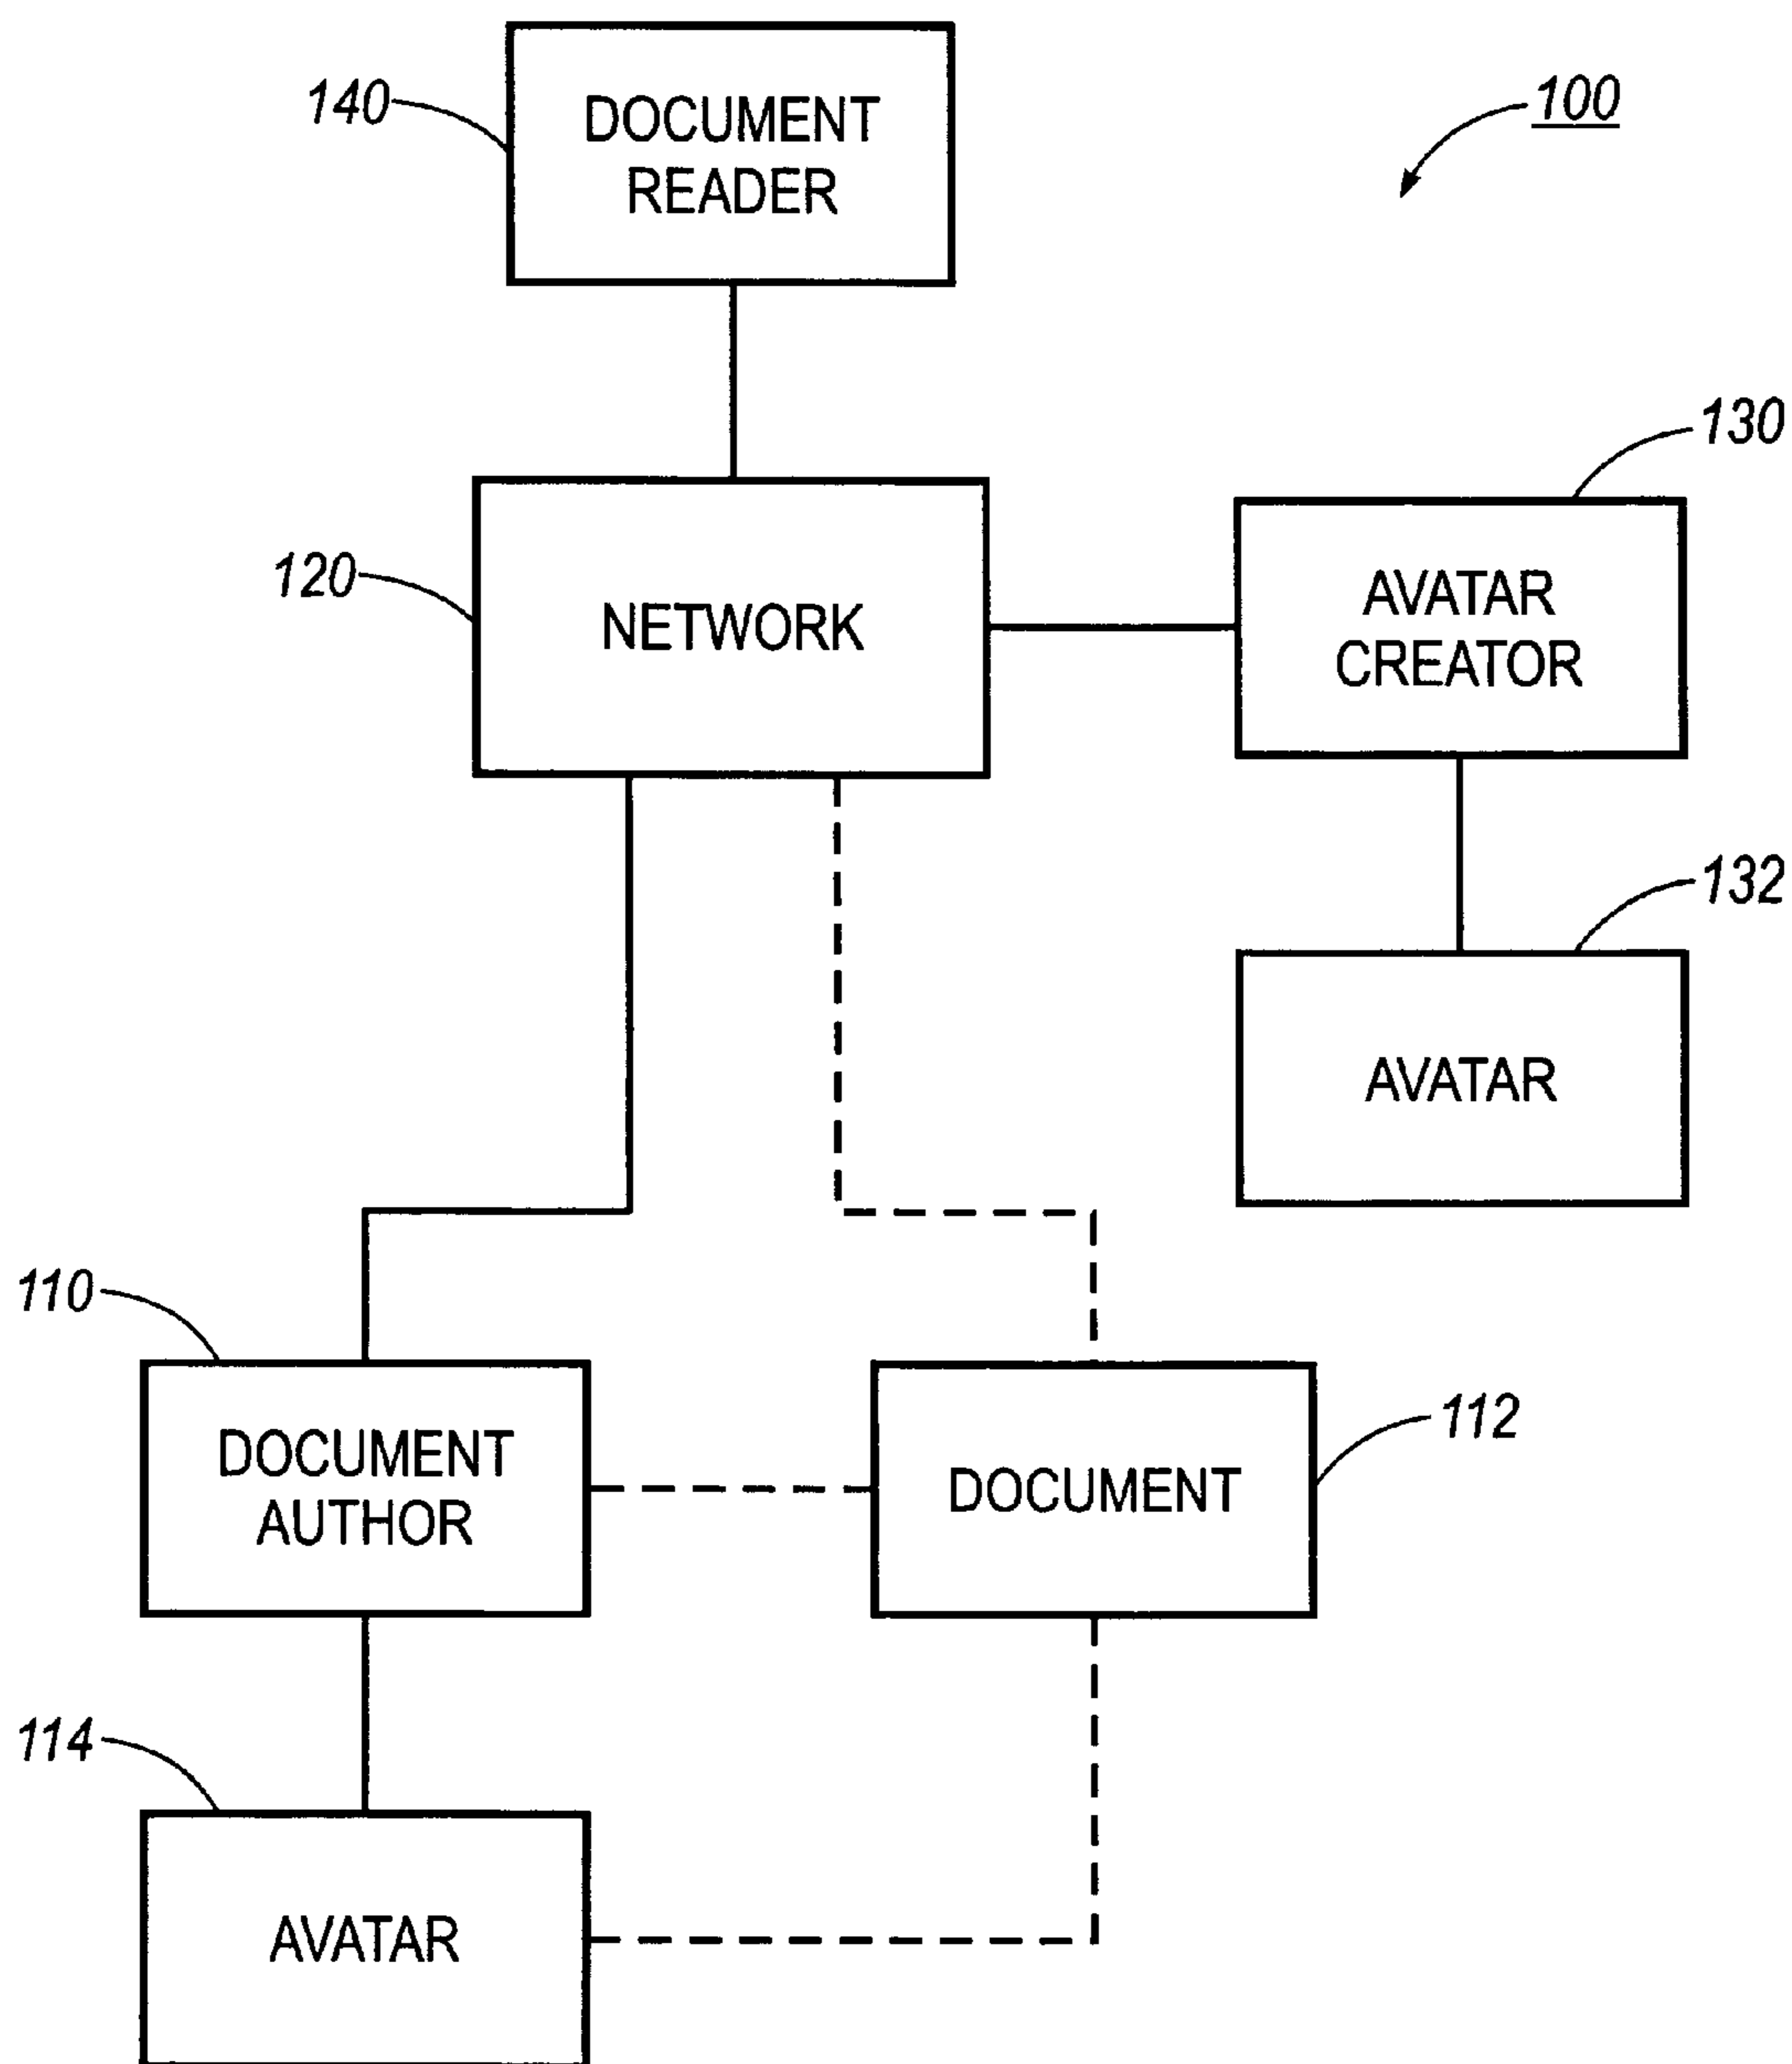 140
DOCUMENT
READER
100
120
NETWORK
130
AVATAR
CREATOR
132
AVATAR
110
DOCUMENT
AUTHOR
112
DOCUMENT
114
AVATAR